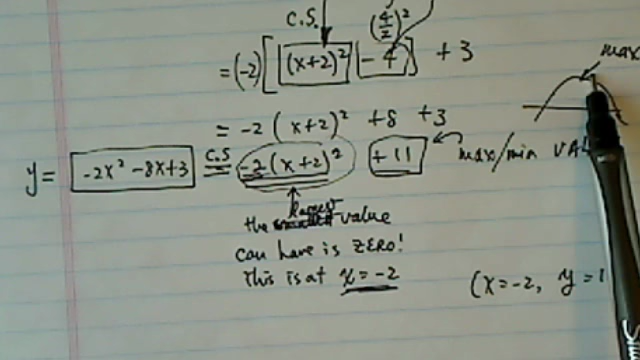 C.S. (4/2)²
= (-2) [ (x+2)² - 4 ] + 3
max
= -2 (x+2)² + 8 + 3
y = -2x² - 8x + 3 C.S = -2(x+2)² + 11 max/min VAL
the largest value
can have is ZERO!
This is at x = -2
(x = -2, y = 1